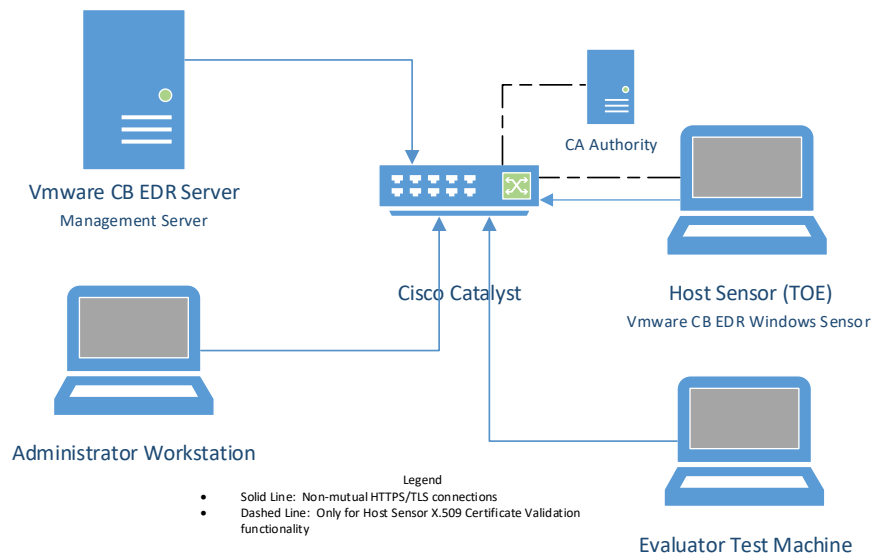 CA Authority
Vmware CB EDR Server
Management Server
Cisco Catalyst
Host Sensor (TOE)
Vmware CB EDR Windows Sensor
Administrator Workstation
Legend
• Solid Line: Non-mutual HTTPS/TLS connections
• Dashed Line: Only for Host Sensor X.509 Certificate Validation
functionality
Evaluator Test Machine